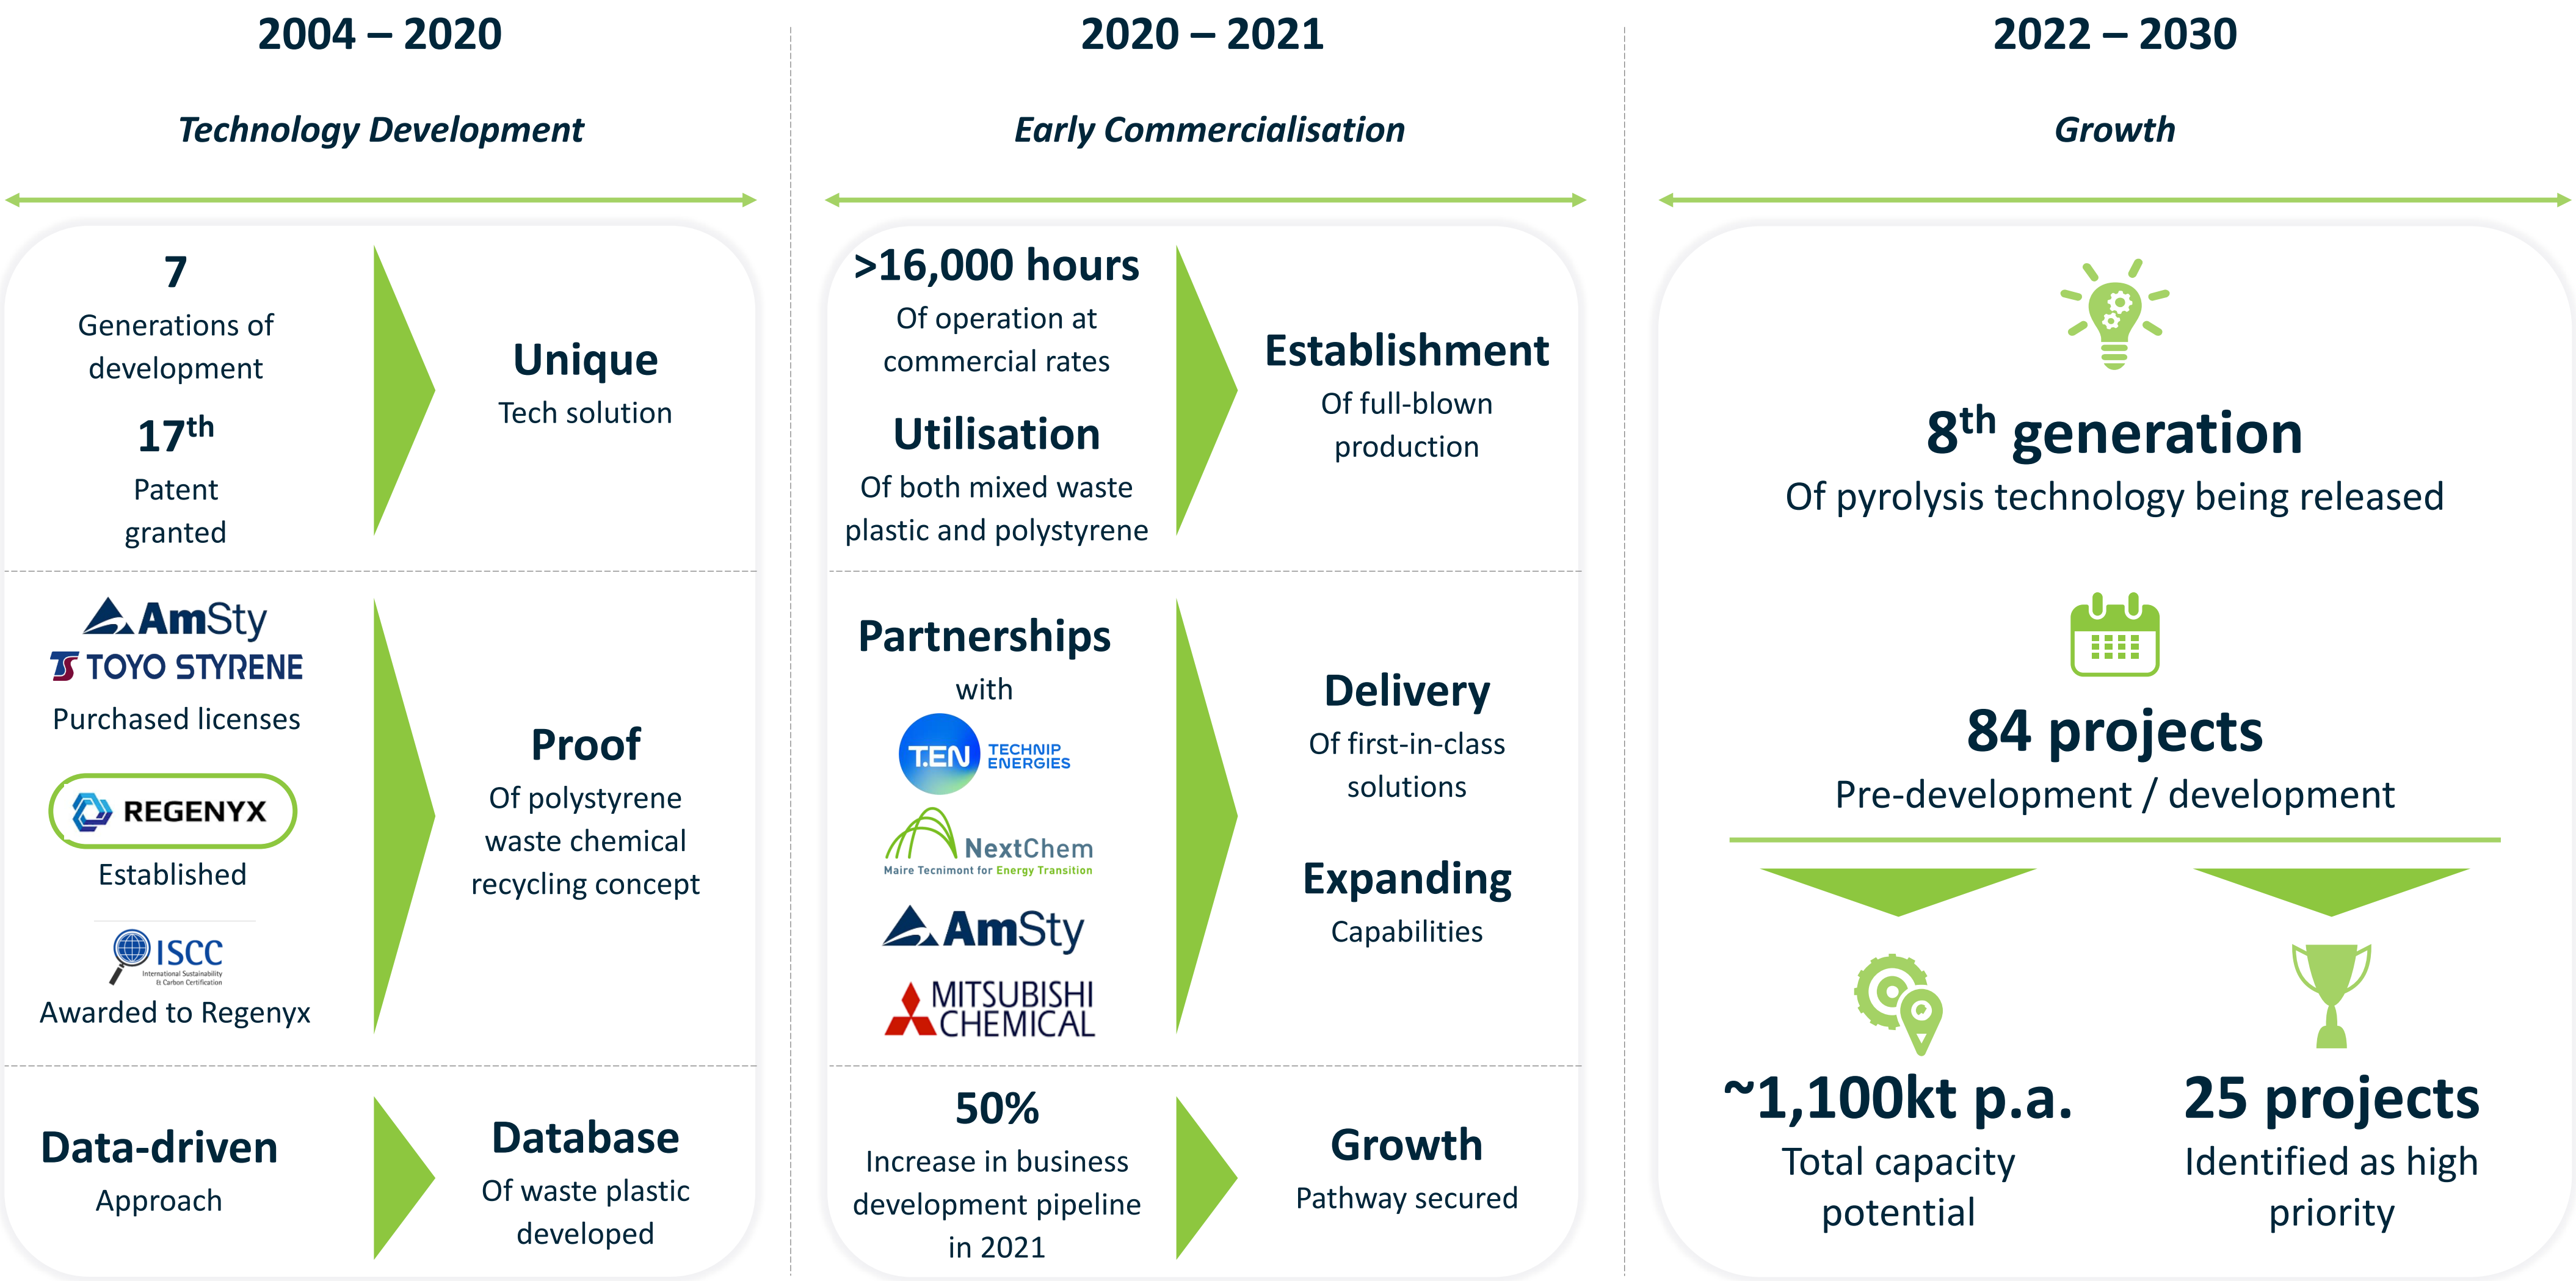 2004 – 2020
Technology Development
7
Generations of
development
17th
Patent
granted
Unique
Tech solution
AmSty
TS TOYO STYRENE
Purchased licenses
REGENYX
Established
ISCC
International Sustainability
& Carbon Certification
Awarded to Regenyx
Proof
Of polystyrene
waste chemical
recycling concept
Data-driven
Approach
Database
Of waste plastic
developed
2020 – 2021
Early Commercialisation
>16,000 hours
Of operation at
commercial rates
Utilisation
Of both mixed waste
plastic and polystyrene
Establishment
Of full-blown
production
Partnerships
with
T.EN TECHNIP
ENERGIES
NextChem
Maire Tecnimont for Energy Transition
AmSty
MITSUBISHI
CHEMICAL
Delivery
Of first-in-class
solutions
Expanding
Capabilities
50%
Increase in business
development pipeline
in 2021
Growth
Pathway secured
2022 – 2030
Growth
8th generation
Of pyrolysis technology being released
84 projects
Pre-development / development
~1,100kt p.a.
Total capacity
potential
25 projects
Identified as high
priority